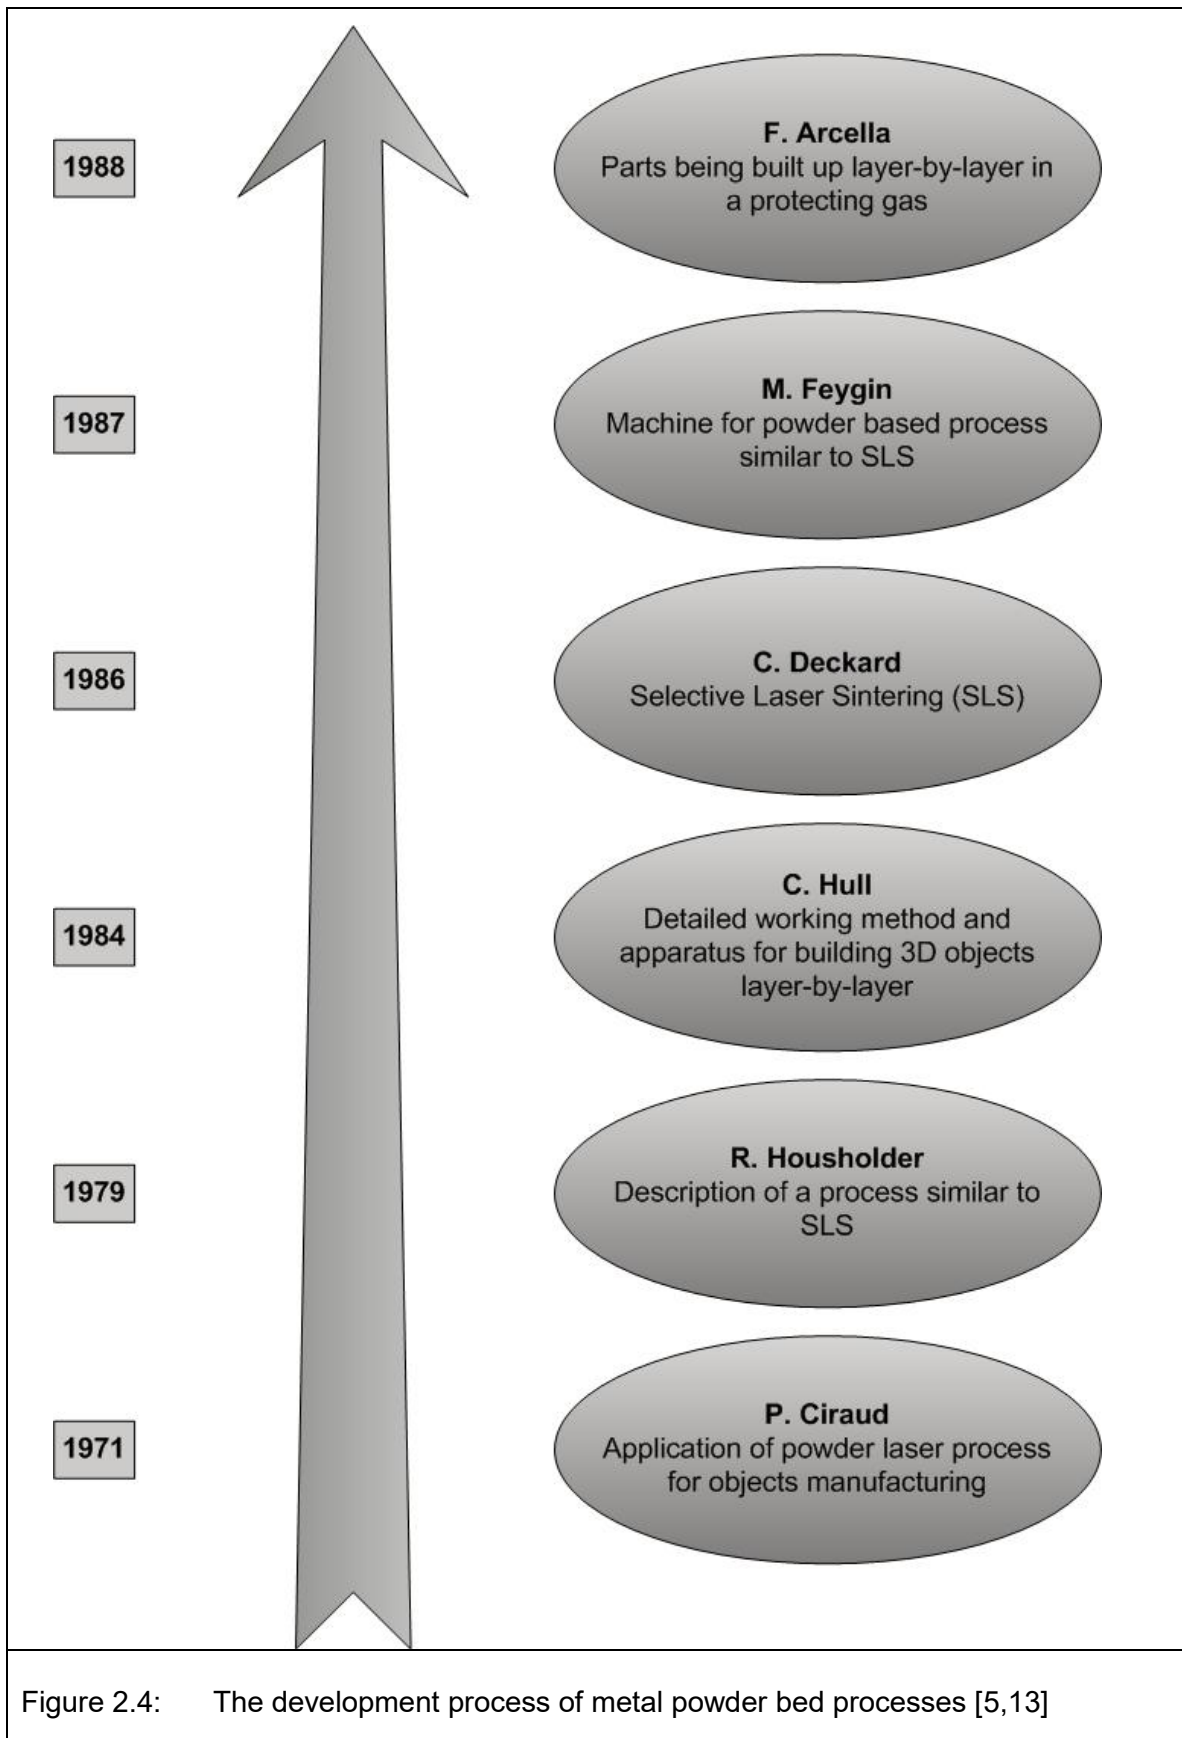 1988
F. Arcella
Parts being built up layer-by-layer in
a protecting gas
1987
M. Feygin
Machine for powder based process
similar to SLS
1986
C. Deckard
Selective Laser Sintering (SLS)
1984
C. Hull
Detailed working method and
apparatus for building 3D objects
layer-by-layer
1979
R. Housholder
Description of a process similar to
SLS
1971
P. Ciraud
Application of powder laser process
for objects manufacturing
Figure 2.4: The development process of metal powder bed processes [5,13]